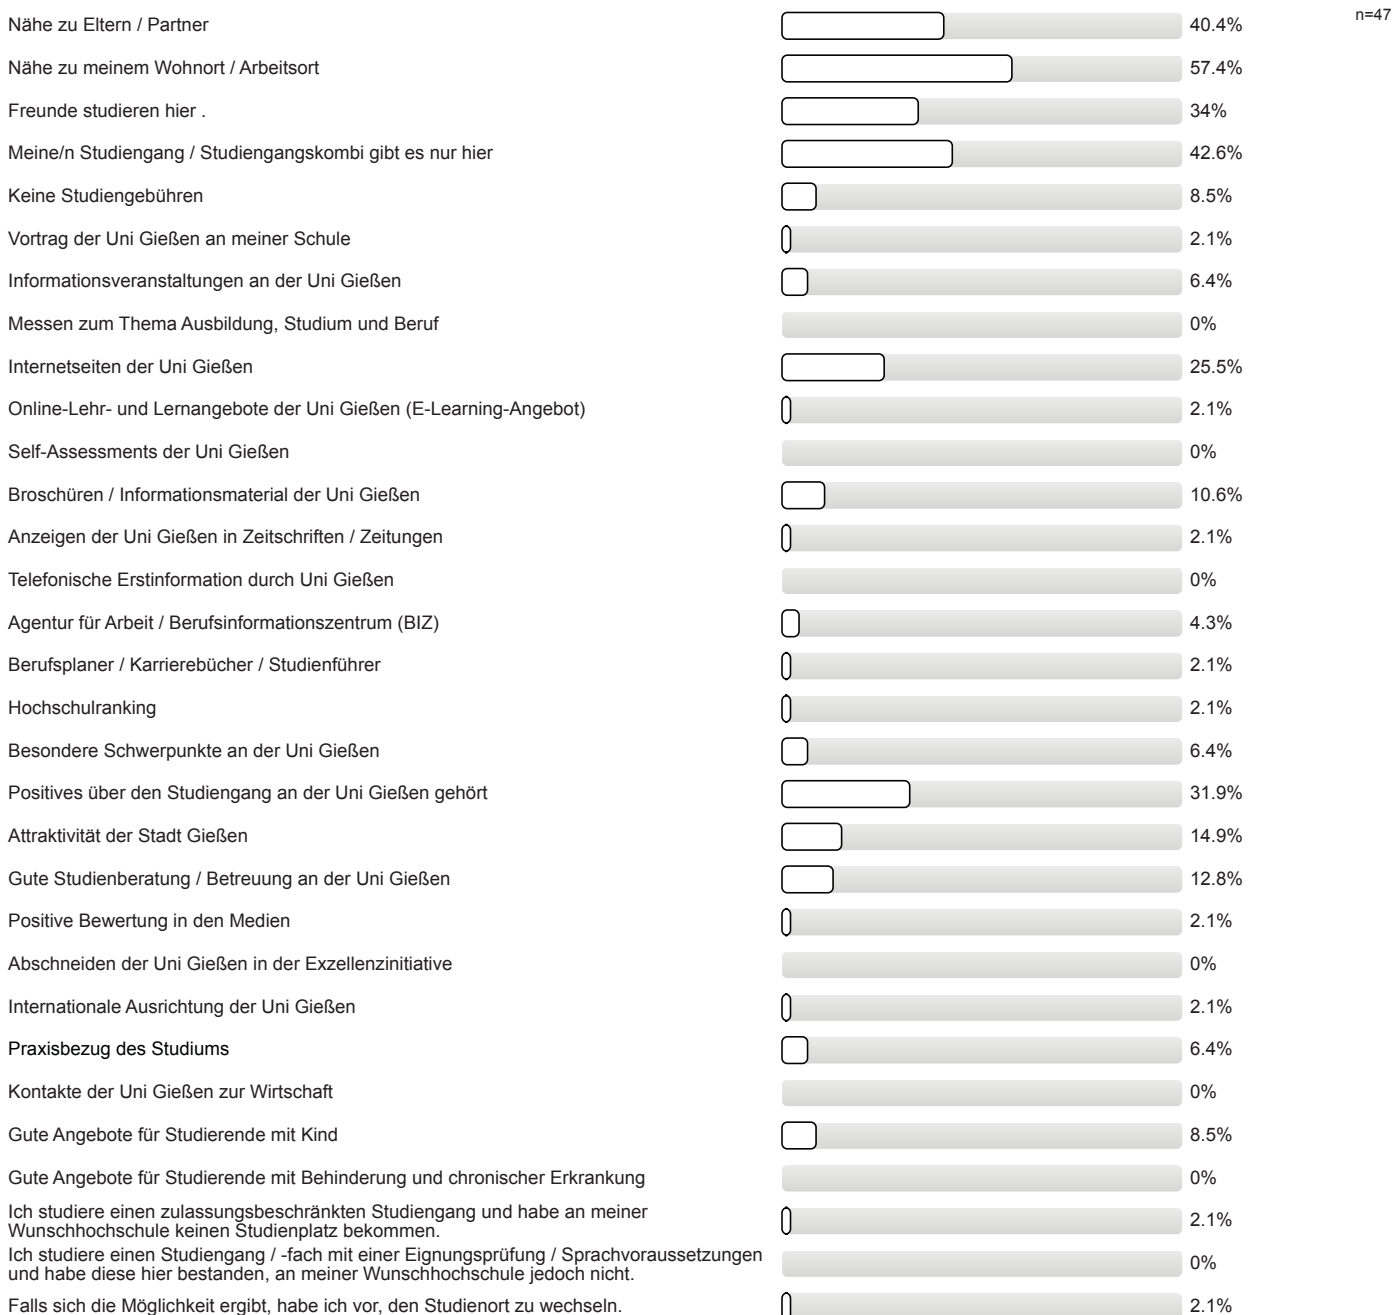 Nähe zu Eltern / Partner 40.4% n=47
Nähe zu meinem Wohnort / Arbeitsort 57.4%
Freunde studieren hier . 34%
Meine/n Studiengang / Studiengangskombi gibt es nur hier 42.6%
Keine Studiengebühren 8.5%
Vortrag der Uni Gießen an meiner Schule 2.1%
Informationsveranstaltungen an der Uni Gießen 6.4%
Messen zum Thema Ausbildung, Studium und Beruf 0%
Internetseiten der Uni Gießen 25.5%
Online-Lehr- und Lernangebote der Uni Gießen (E-Learning-Angebot) 2.1%
Self-Assessments der Uni Gießen 0%
Broschüren / Informationsmaterial der Uni Gießen 10.6%
Anzeigen der Uni Gießen in Zeitschriften / Zeitungen 2.1%
Telefonische Erstinformation durch Uni Gießen 0%
Agentur für Arbeit / Berufsinformationszentrum (BIZ) 4.3%
Berufsplaner / Karrierebücher / Studienführer 2.1%
Hochschulranking 2.1%
Besondere Schwerpunkte an der Uni Gießen 6.4%
Positives über den Studiengang an der Uni Gießen gehört 31.9%
Attraktivität der Stadt Gießen 14.9%
Gute Studienberatung / Betreuung an der Uni Gießen 12.8%
Positive Bewertung in den Medien 2.1%
Abschneiden der Uni Gießen in der Exzellenzinitiative 0%
Internationale Ausrichtung der Uni Gießen 2.1%
Praxisbezug des Studiums 6.4%
Kontakte der Uni Gießen zur Wirtschaft 0%
Gute Angebote für Studierende mit Kind 8.5%
Gute Angebote für Studierende mit Behinderung und chronischer Erkrankung 0%
Ich studiere einen zulassungsbeschränkten Studiengang und habe an meiner
Wunschhochschule keinen Studienplatz bekommen. 2.1%
Ich studiere einen Studiengang / -fach mit einer Eignungsprüfung / Sprachvoraussetzungen
und habe diese hier bestanden, an meiner Wunschhochschule jedoch nicht. 0%
Falls sich die Möglichkeit ergibt, habe ich vor, den Studienort zu wechseln. 2.1%